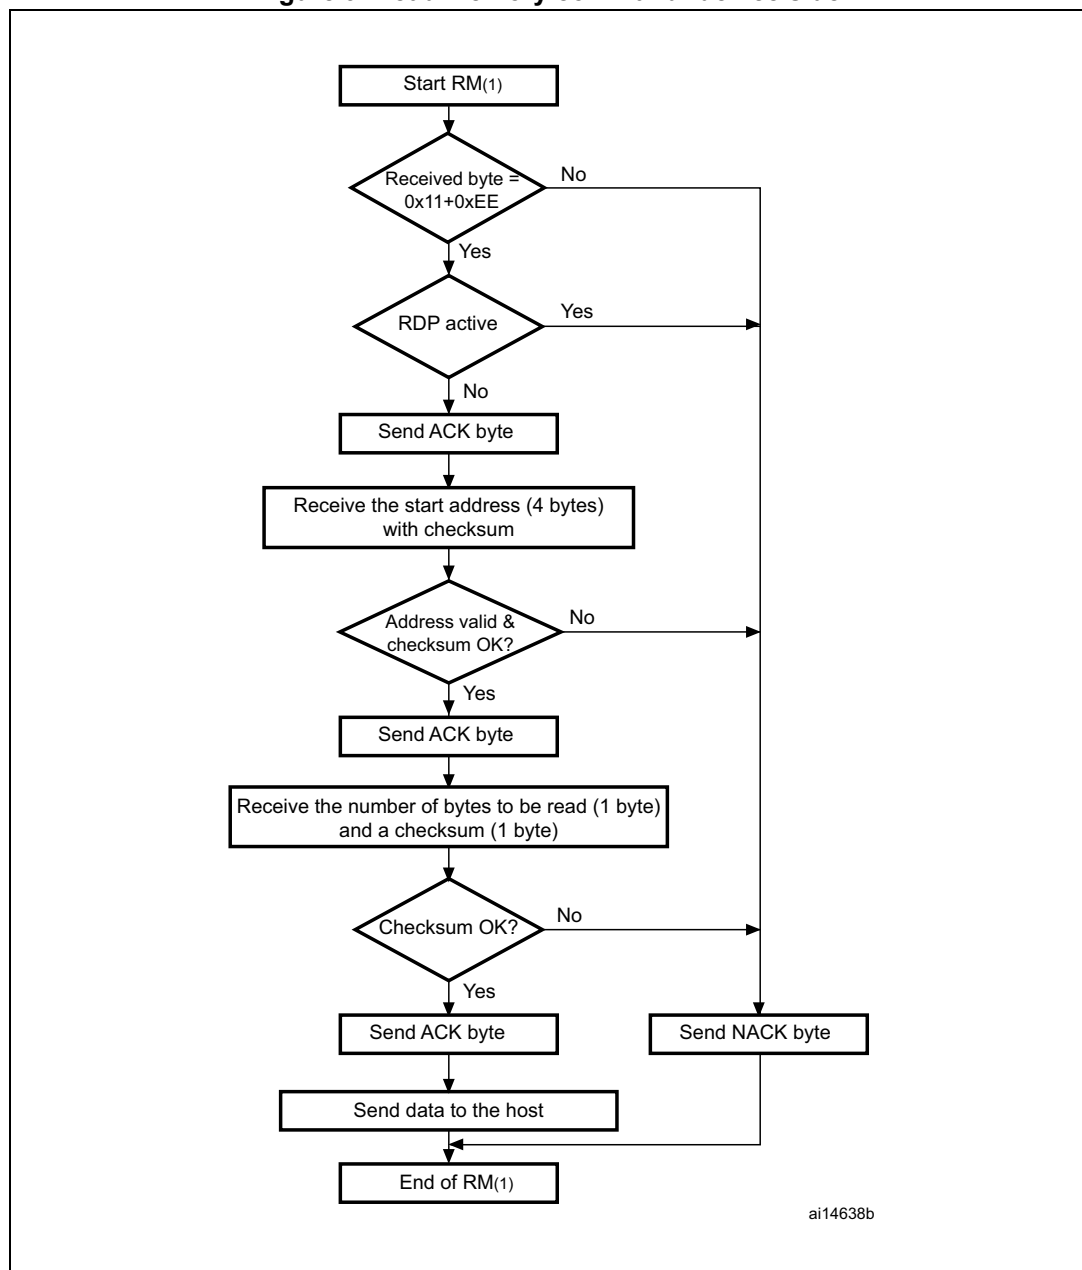 Start RM(1)
Received byte =
0x11+0xEE
No
Yes
RDP active
Yes
No
Send ACK byte
Receive the start address (4 bytes)
with checksum
Address valid &
checksum OK?
No
Yes
Send ACK byte
Receive the number of bytes to be read (1 byte)
and a checksum (1 byte)
Checksum OK?
No
Yes
Send ACK byte
Send NACK byte
Send data to the host
End of RM(1)
ai14638b